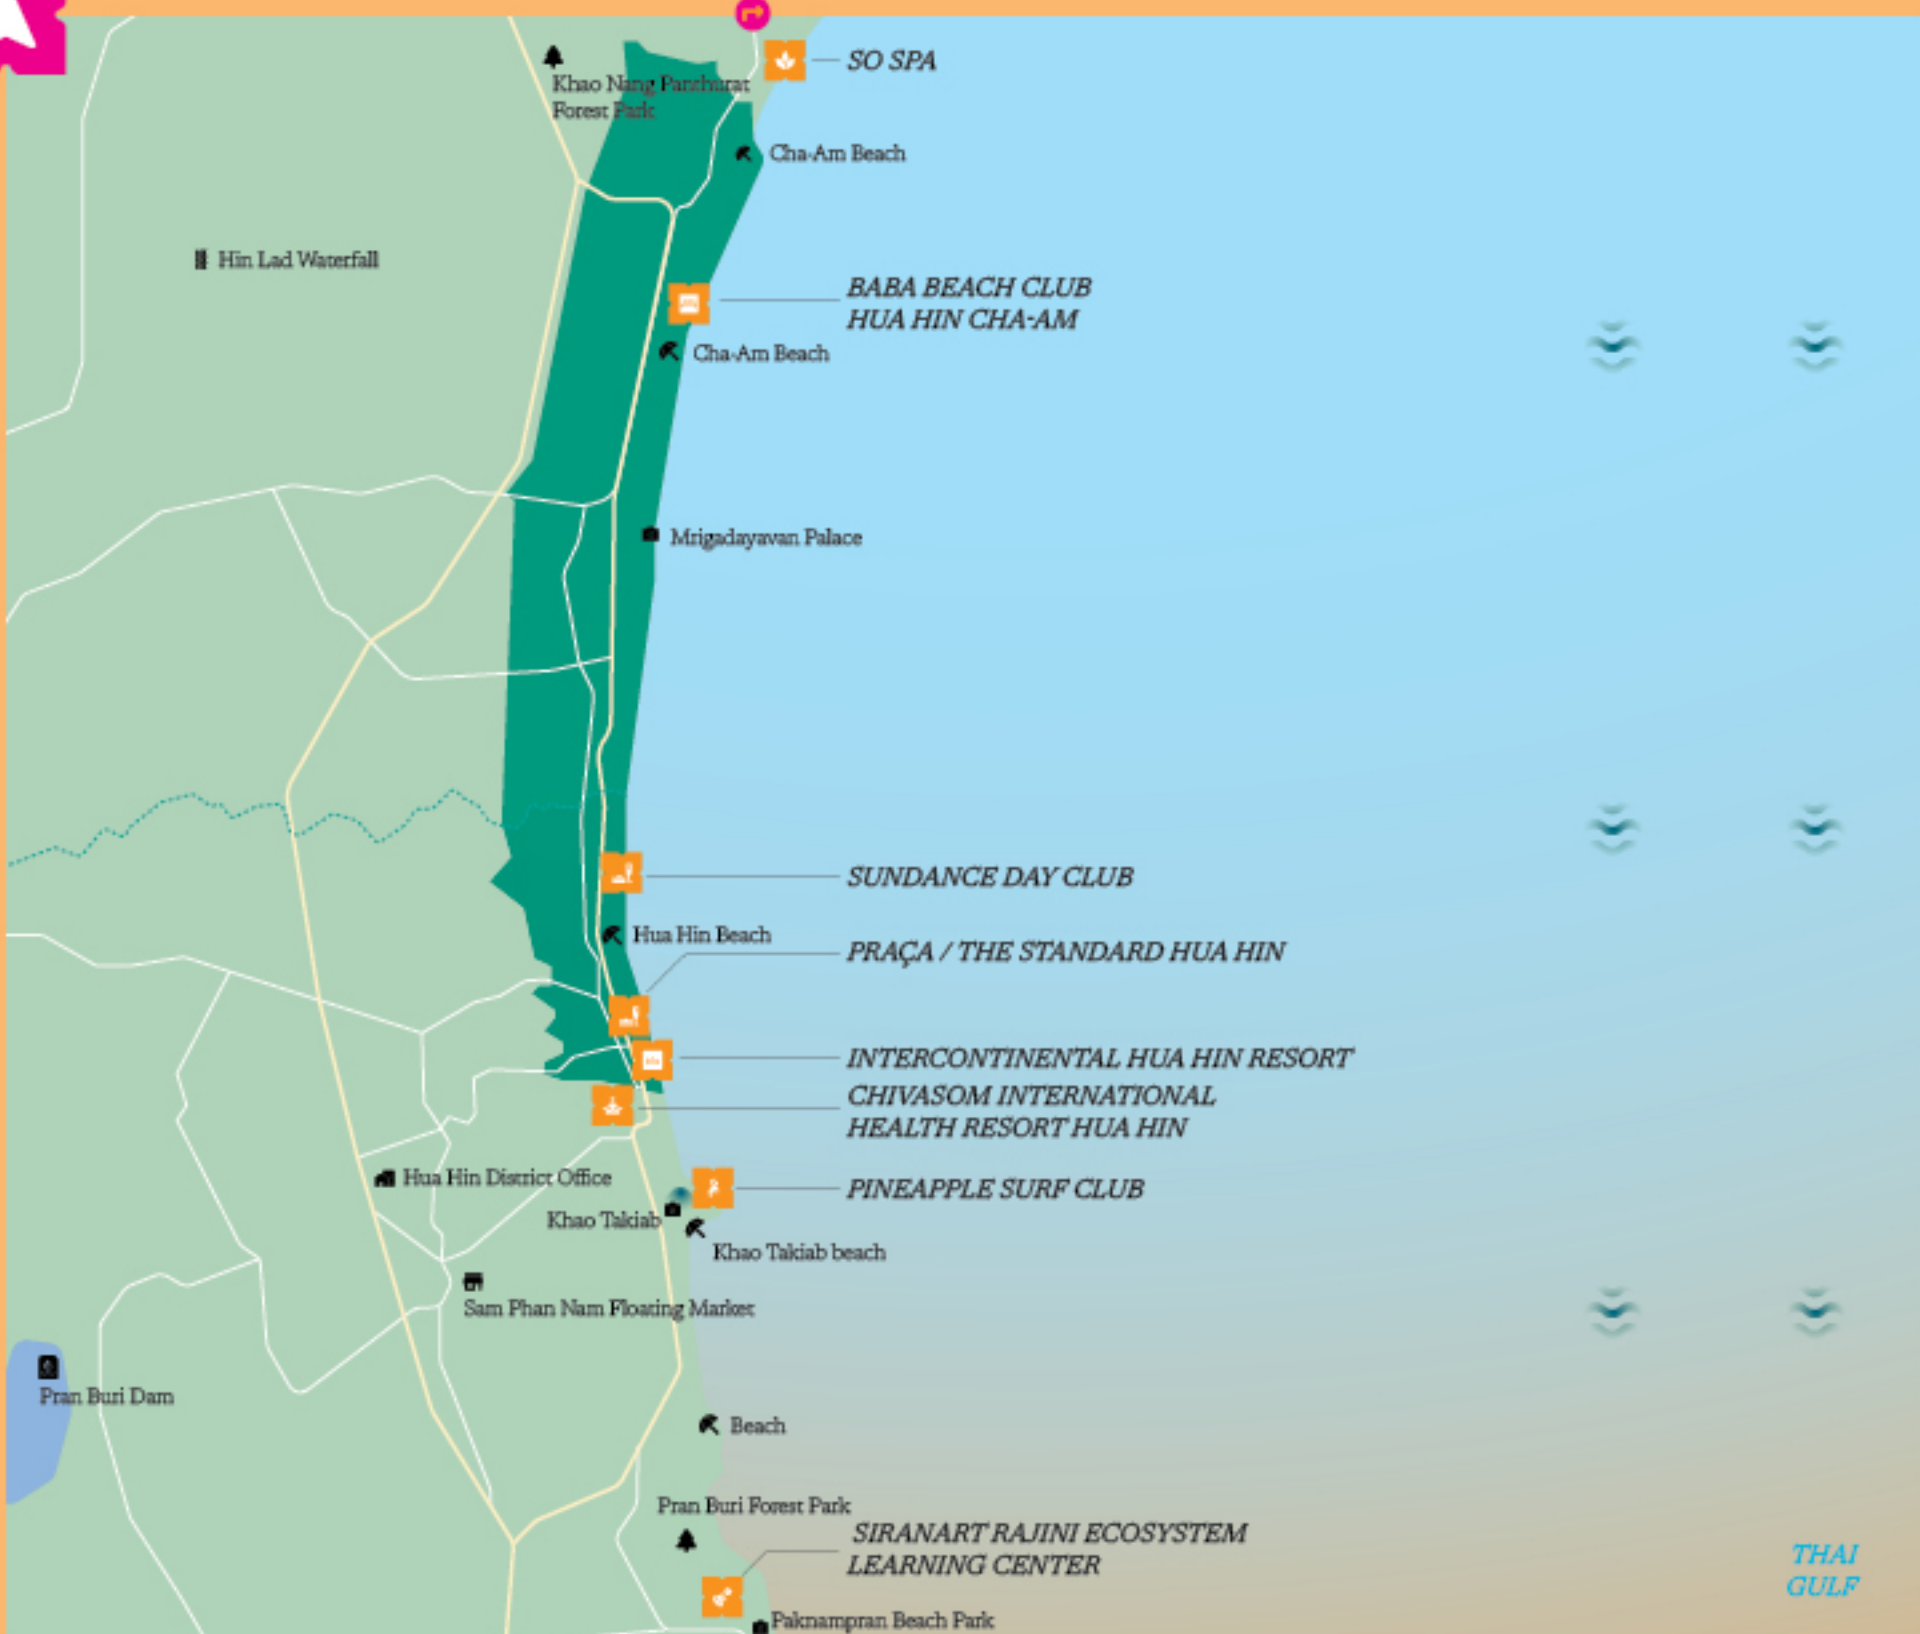 SO SPA
Khao Nang Panthurat
Forest Park
Cha-Am Beach
Hin Lad Waterfall
BABA BEACH CLUB
HUA HIN CHA-AM
Cha-Am Beach
Mrigadayavan Palace
SUNDANCE DAY CLUB
Hua Hin Beach
PRAÇA / THE STANDARD HUA HIN
INTERCONTINENTAL HUA HIN RESORT
CHIVASOM INTERNATIONAL
HEALTH RESORT HUA HIN
Hua Hin District Office
PINEAPPLE SURF CLUB
Khao Takiab
Khao Takiab beach
Sam Phan Nam Floating Market
Pran Buri Dam
Beach
Pran Buri Forest Park
SIRANART RAJINI ECOSYSTEM
LEARNING CENTER
THAI
GULF
Paknampran Beach Park